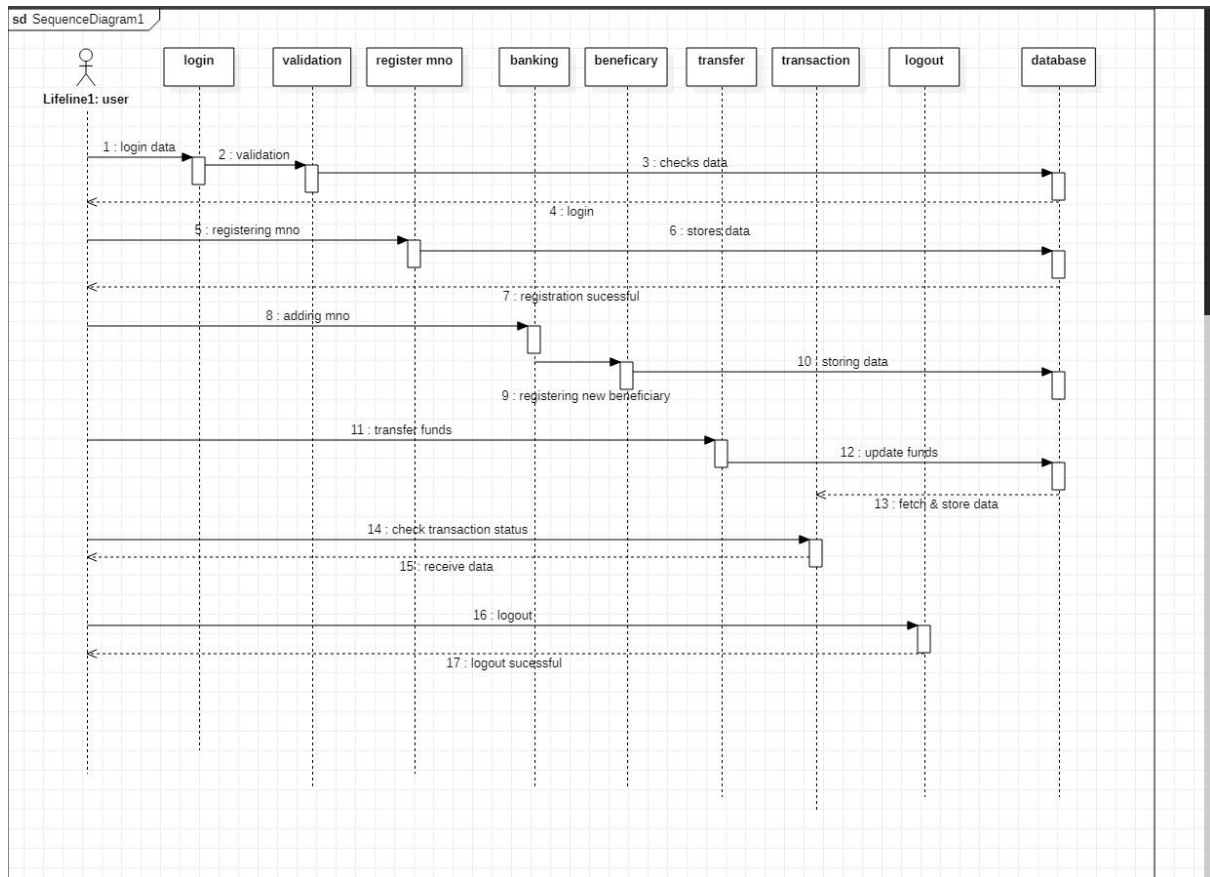 sd SequenceDiagram1
login
validation
register mno
banking
beneficary
transfer
transaction
logout
database
Lifeline1: user
1 : login data
2 : validation
3 : checks data
4 : login
5 : registering mno
6 : stores data
7 : registration sucessful
8 : adding mno
10 : storing data
9 : registering new beneficiary
11 : transfer funds
12 : update funds
13 : fetch & store data
14 : check transaction status
15 : receive data
16 : logout
17 : logout sucessful